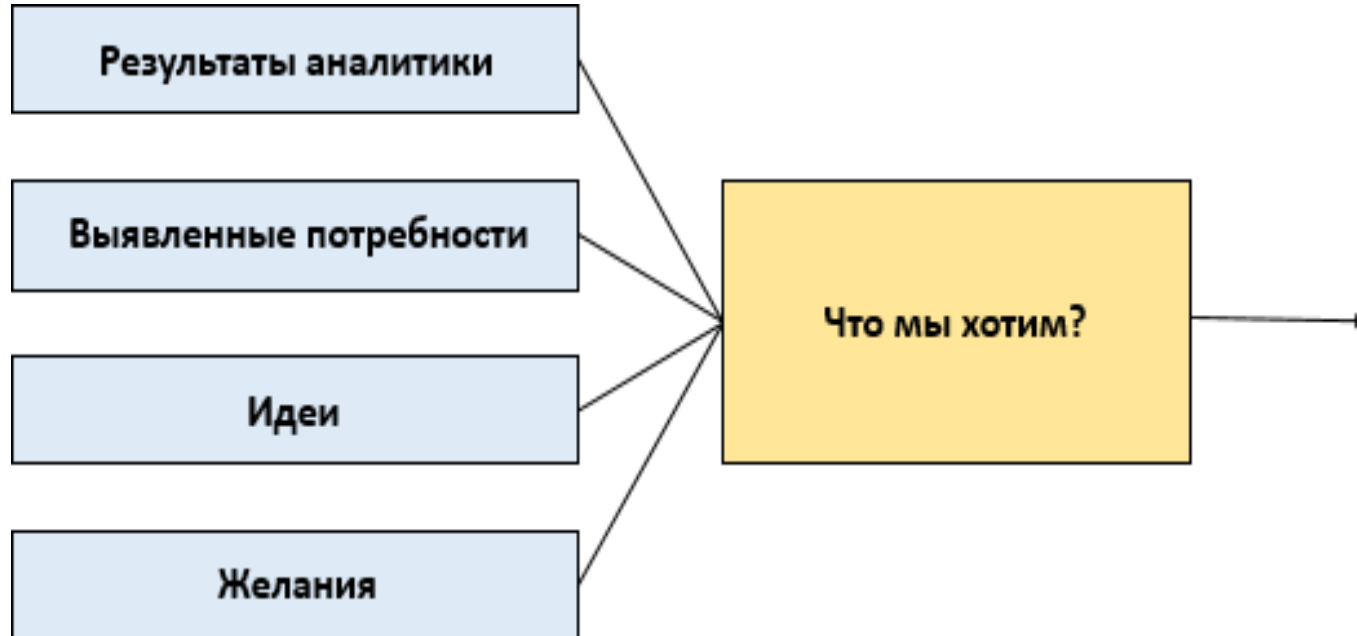 Результаты аналитики
Выявленные потребности
Что мы хотим?
Идеи
Желания